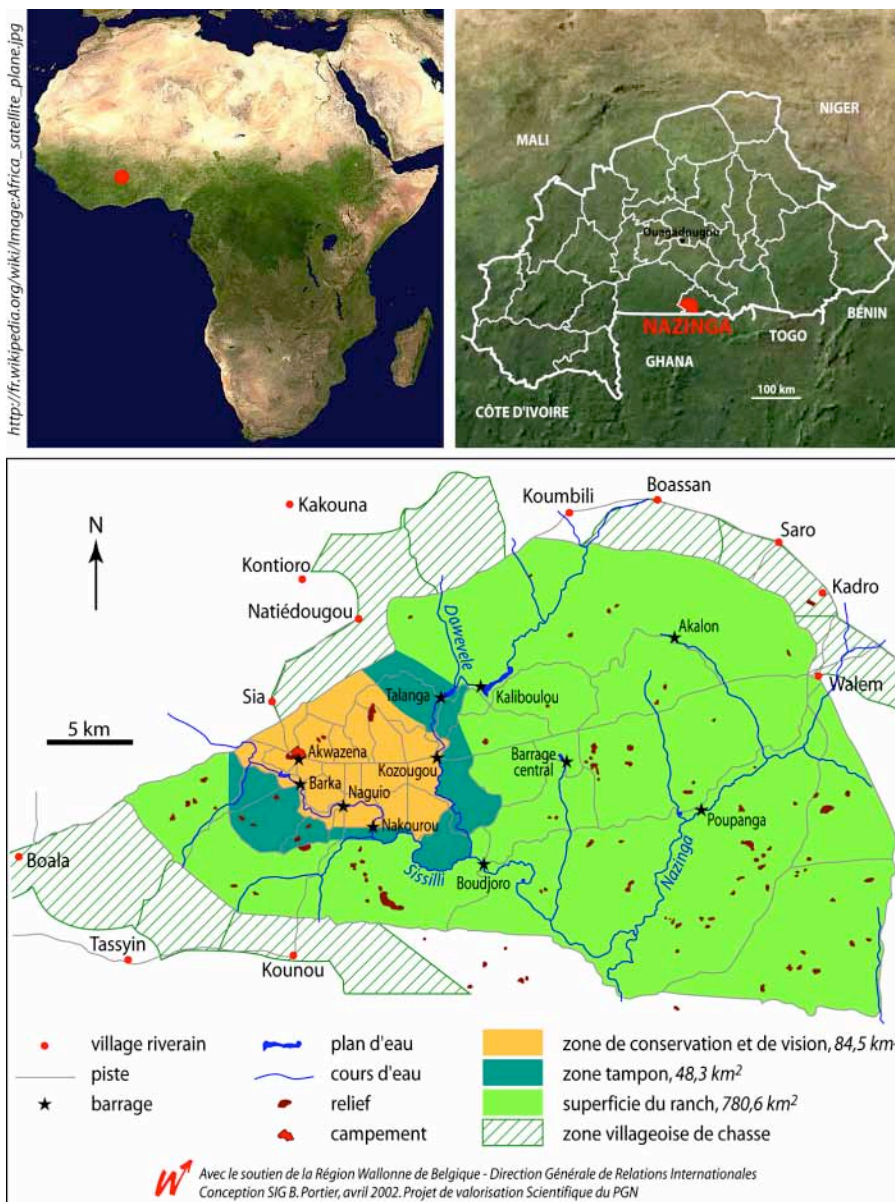 http://fr.wikipedia.org/wiki/Image:Africa_satellite_plane.jpg
NIGER
MALI
Ouagadougou
BÉNIN
NAZINGA
TOGO
GHANA
100 km
CÔTE D'IVOIRE
Boassan
Koumbili
Kakouna
Saro
N
Kontioro
Kadro
Natiédougou
Dawevele
Akalon
Walem
Talanga
Kaliboulou
Sia
5 km
Akwazena
Kozougou
Barrage
central
Barka
Naguio
Nakourou
Poupanga
Nazinga
Boala
Sissilli
Boudjoro
Tassyin
Kounou
village riverain
plan d'eau
zone de conservation et de vision, 84,5 km
piste
cours d'eau
zone tampon, 48,3 km²
barrage
relief
superficie du ranch, 780,6 km²
campement
zone villageoise de chasse
Avec le soutien de la Région Wallonne de Belgique - Direction Générale de Relations Internationales
Conception SIG B. Portier, avril 2002. Projet de valorisation Scientifique du PGN